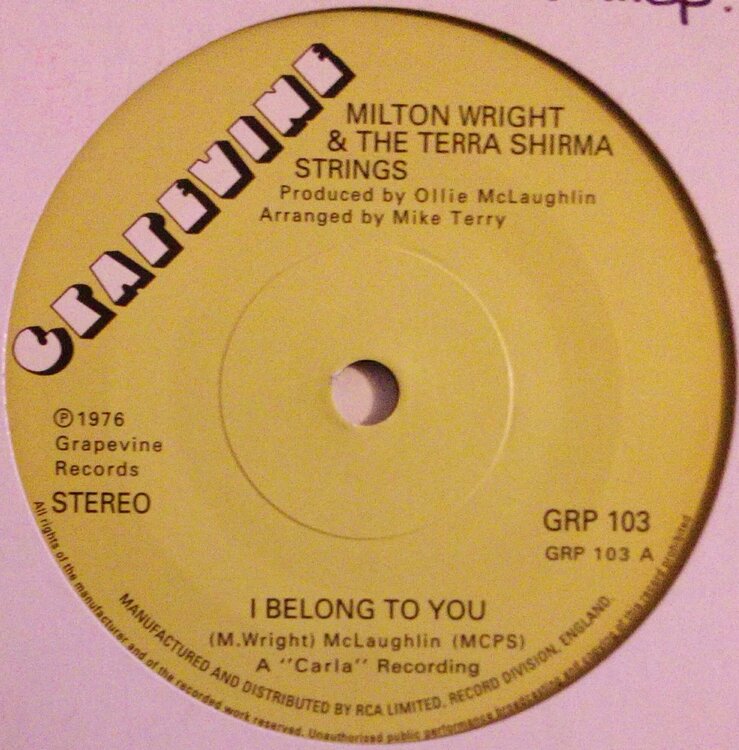 GRAPEVINE
MILTON WRIGHT
& THE TERRA SHIRMA
STRINGS
Produced by Ollie McLaughlin
Arranged by Mike Terry
℗ 1976
Grapevine
Records
STEREO
GRP 103
GRP 103 A
I BELONG TO YOU
(M.Wright) McLaughlin (MCPS)
A "Carla" Recording
MANUFACTURED AND DISTRIBUTED BY RCA LIMITED, RECORD DIVISION, ENGLAND.
All rights of the manufacturer and of the recorded work reserved. Unauthorized public performance broadcasting and copying of this record prohibited